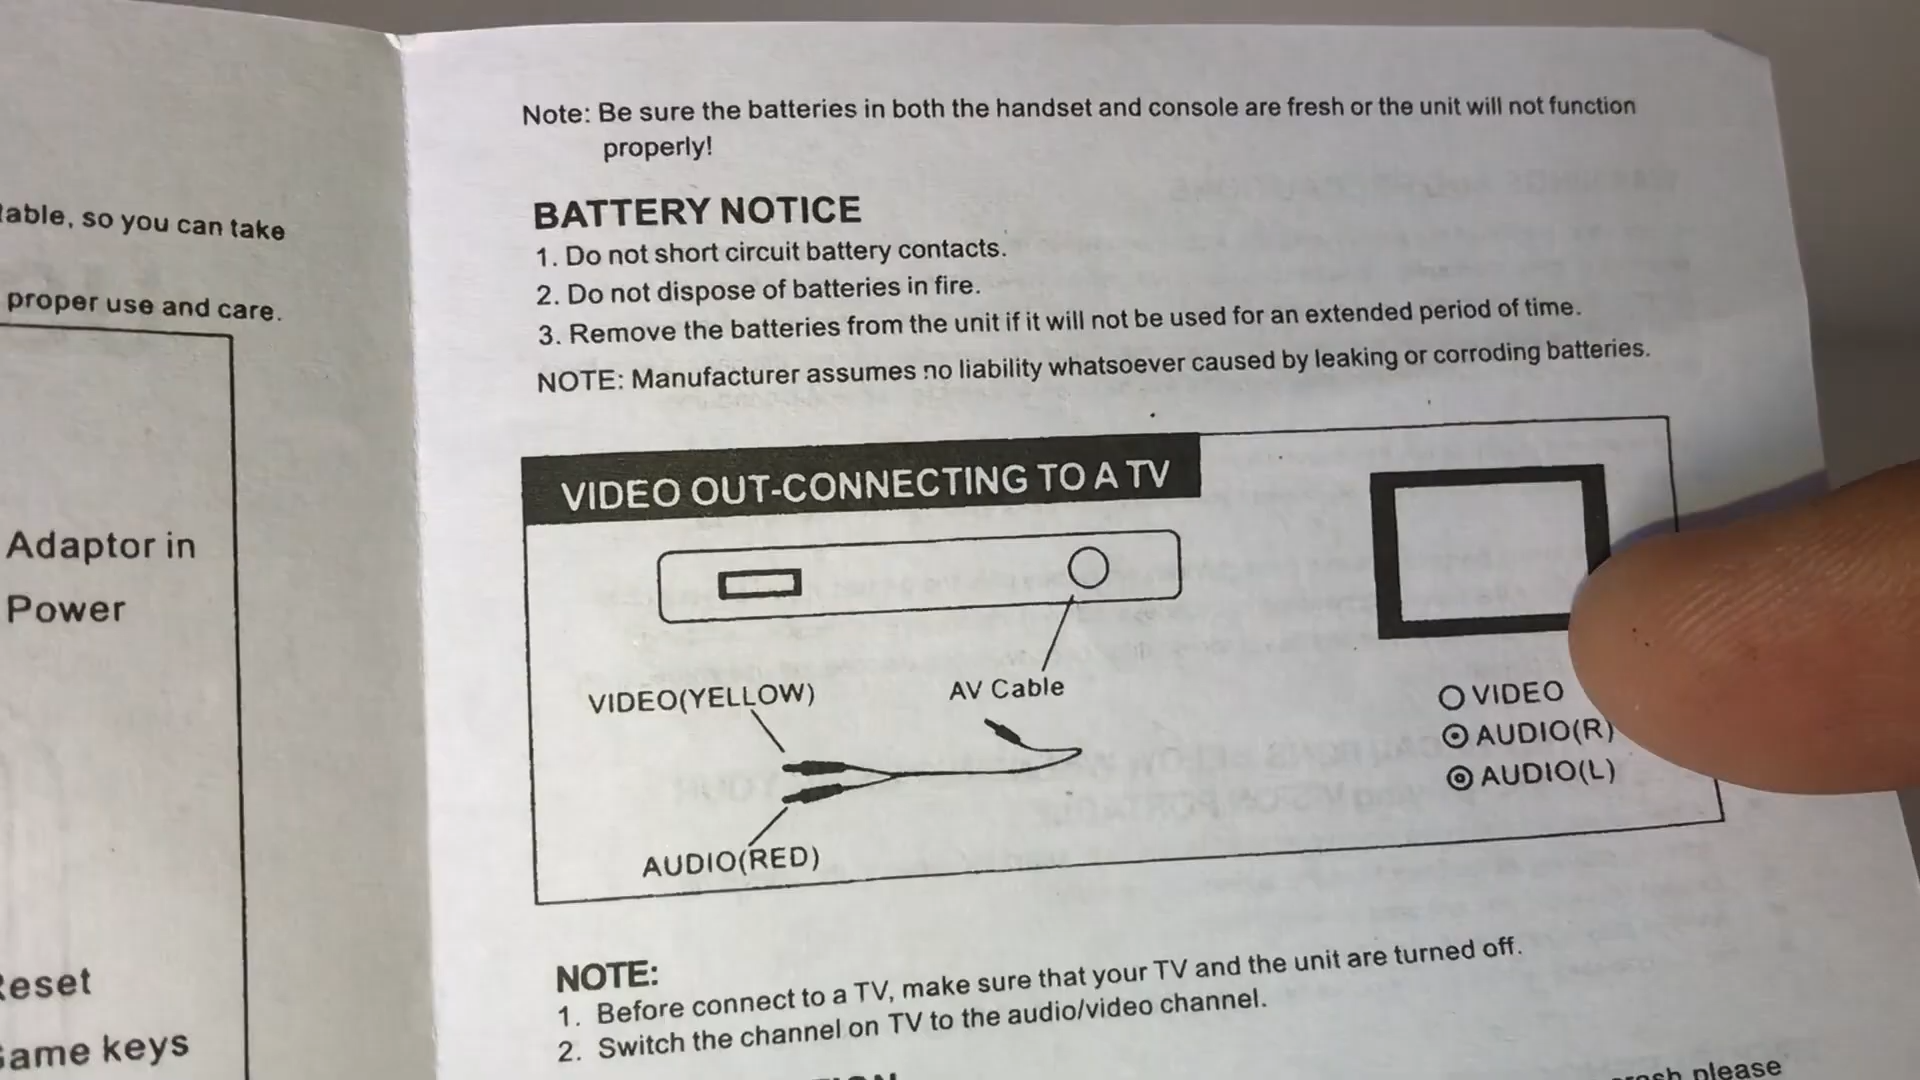 table, so you can take
proper use and care.
Adaptor in
Power
Reset
Game keys
Note: Be sure the batteries in both the handset and console are fresh or the unit will not function
properly!
BATTERY NOTICE
1. Do not short circuit battery contacts.
2. Do not dispose of batteries in fire.
3. Remove the batteries from the unit if it will not be used for an extended period of time.
NOTE: Manufacturer assumes no liability whatsoever caused by leaking or corroding batteries.
VIDEO OUT-CONNECTING TO A TV
VIDEO(YELLOW)
AV Cable
AUDIO(RED)
VIDEO
AUDIO(R)
AUDIO(L)
NOTE:
1. Before connect to a TV, make sure that your TV and the unit are turned off.
2. Switch the channel on TV to the audio/video channel.
please